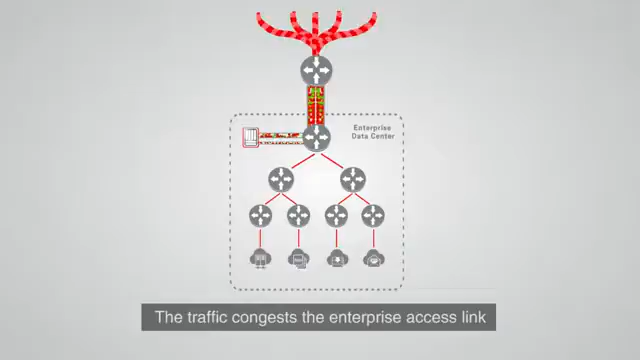 Enterprise
Data Center
The traffic congests the enterprise access link